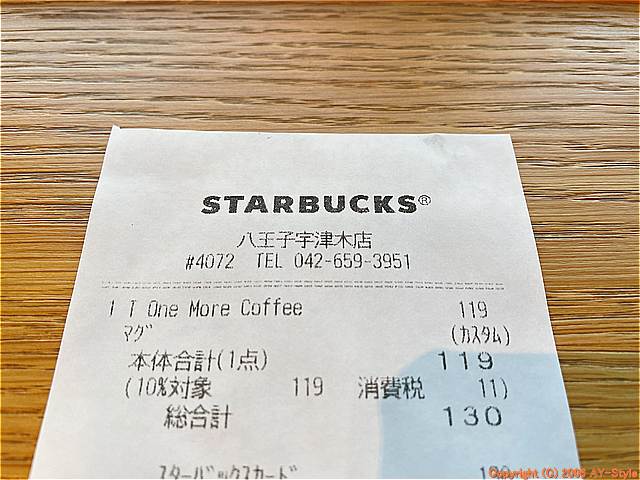 STARBUCKS®
八王子宇津木店
#4072 TEL 042-659-3951
1 T One More Coffee 119
マグ (カスタム)
本体合計(1点) 119
(10%対象 119 消費税 11)
総合計 130
スターバックスカード
Copyright (C) 2006 AY-Style